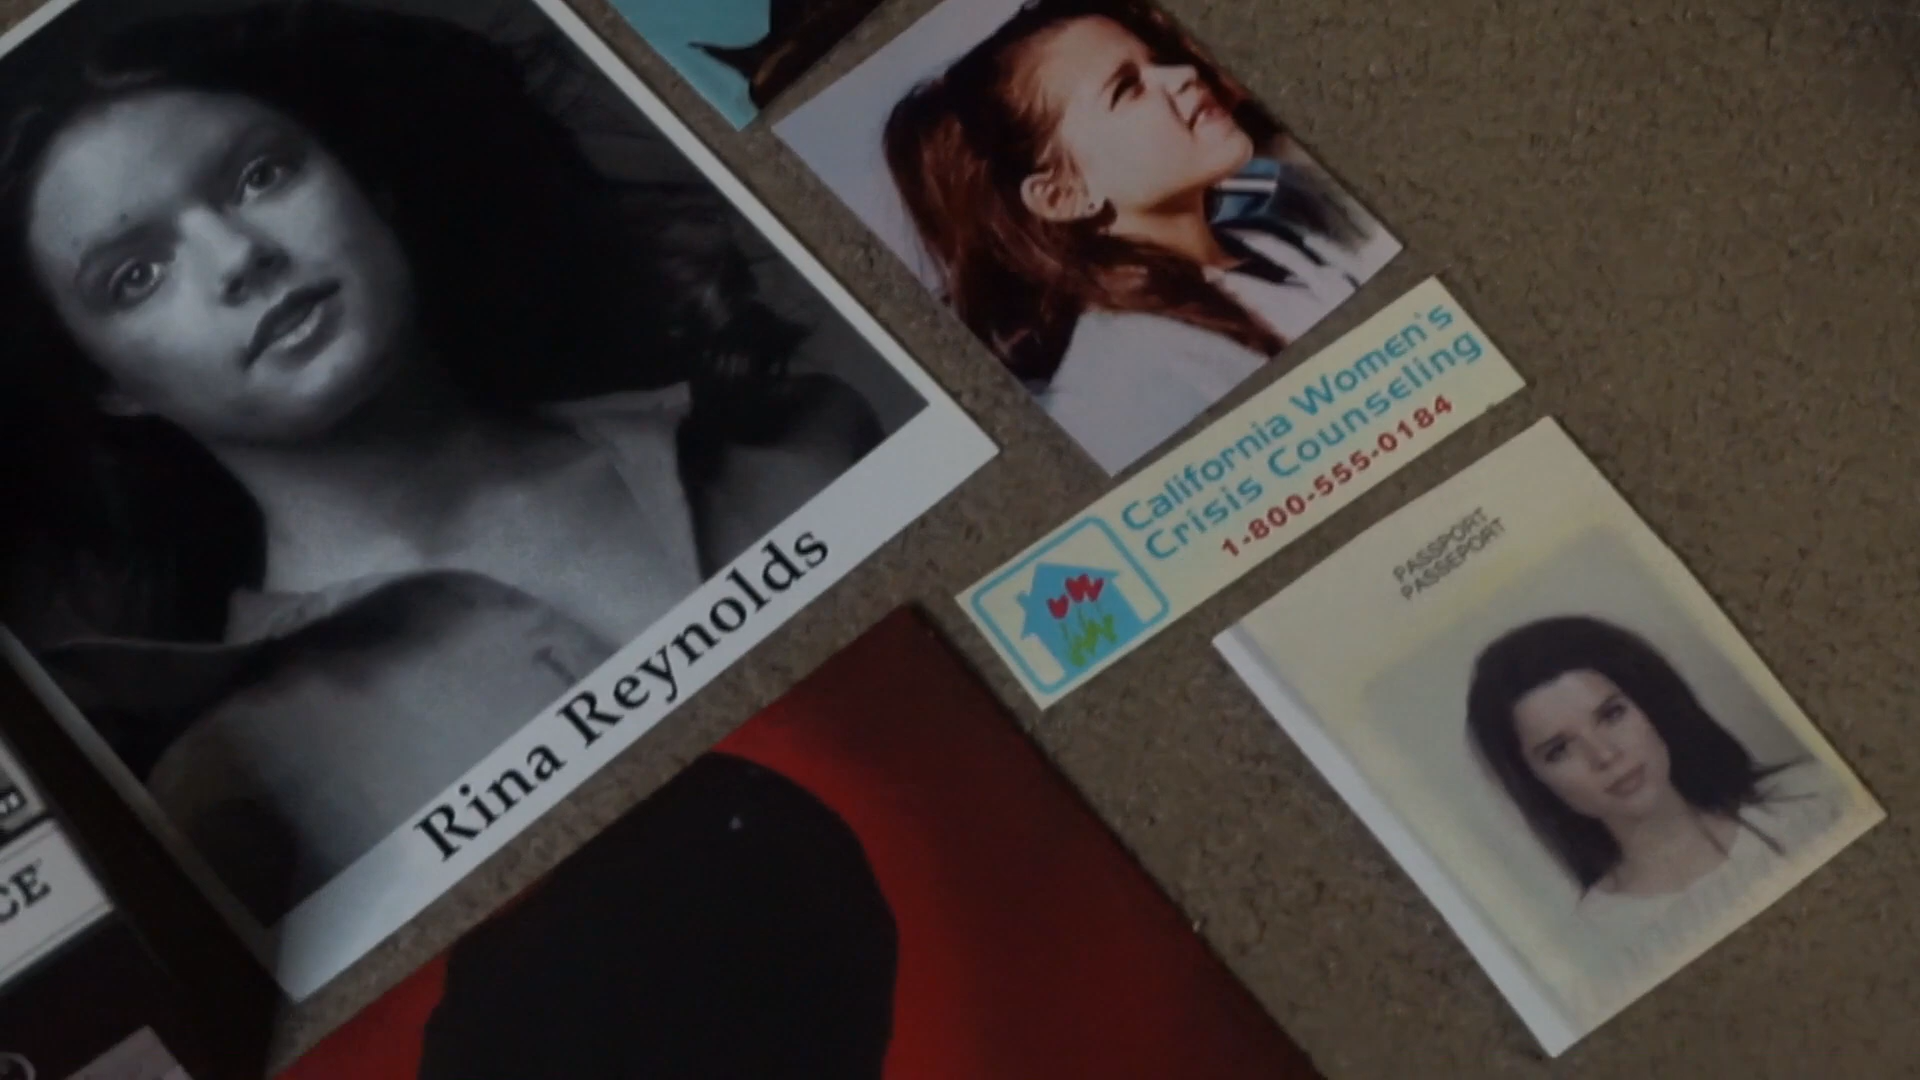 Rina Reynolds
California Women's
Crisis Counseling
1-800-555-0184
PASSPORT
PASSEPORT
CE